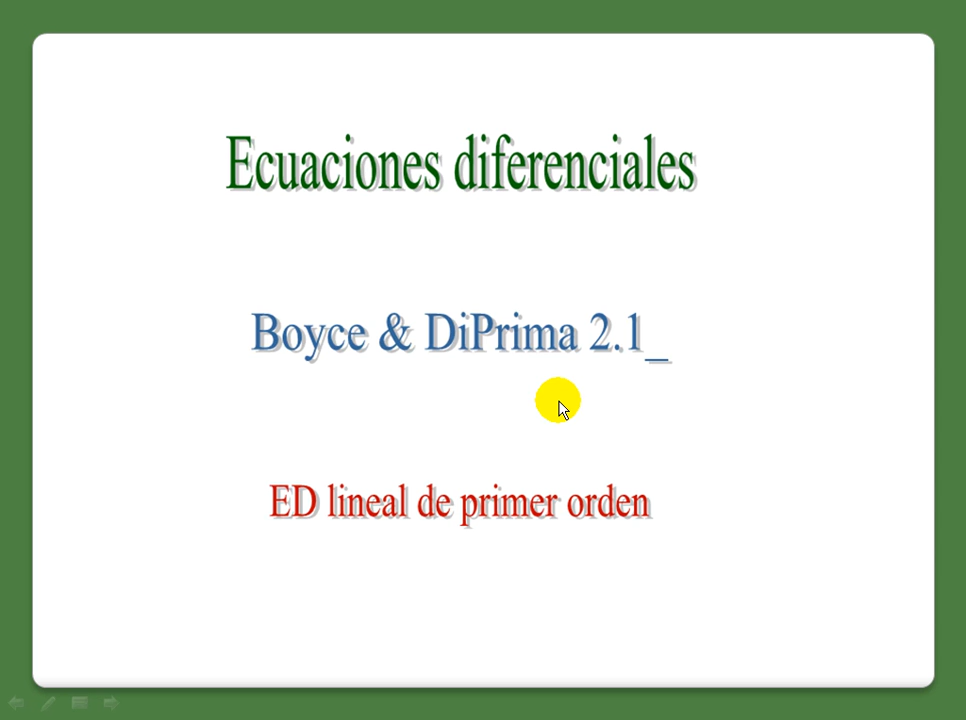 Ecuaciones diferenciales
Boyce & DiPrima 2.1_
ED lineal de primer orden